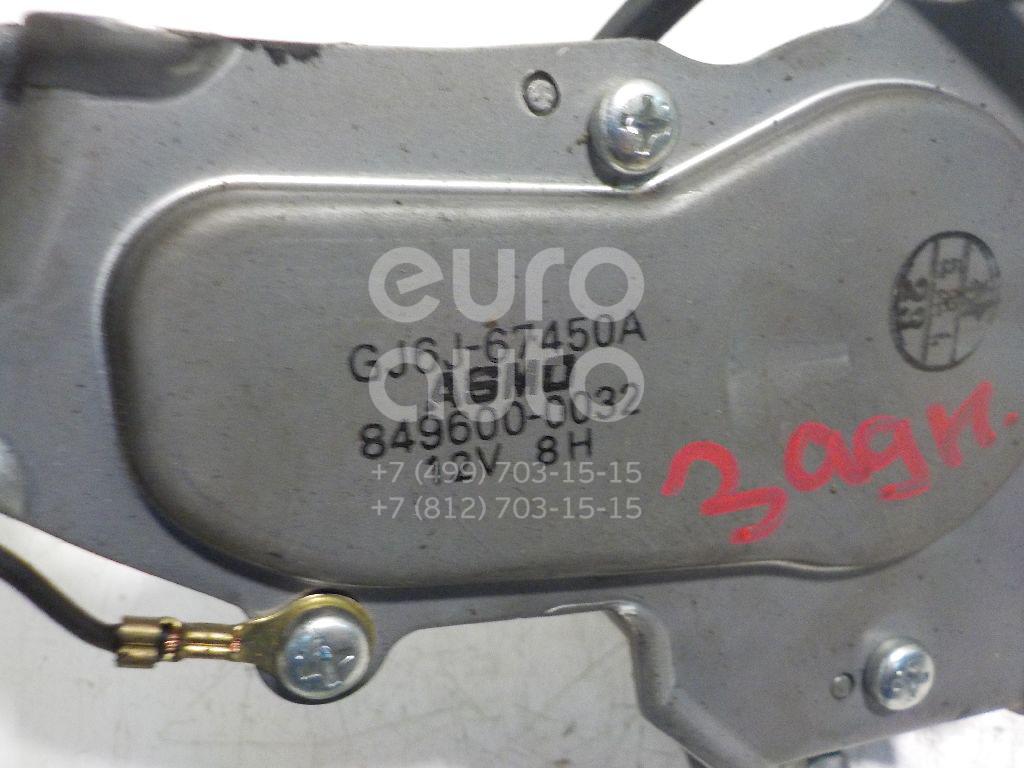 euro
auto
GJ6J-67450A
ASMO
849600-0032
12V 8H
+7 (499) 703-15-15
+7 (812) 703-15-15
Задн.